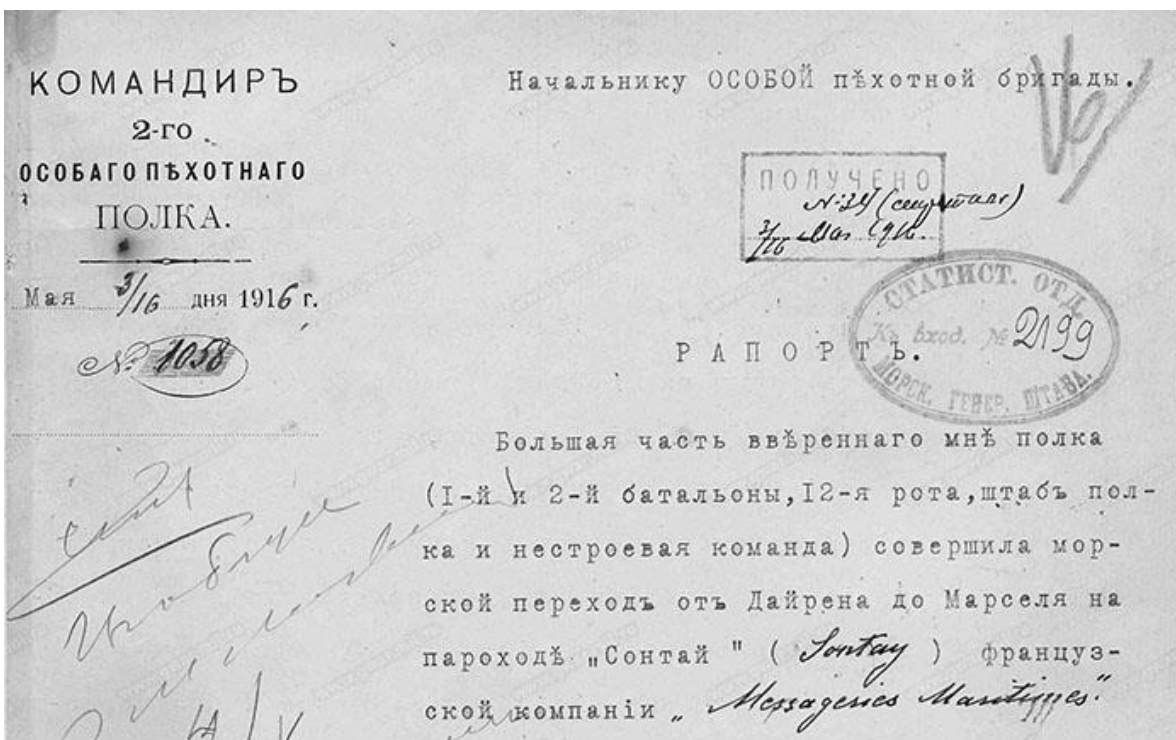 КОМАНДИРЪ
2-го
ОСОБАГО ПѢХОТНАГО
ПОЛКА.
Мая 3/16 дня 1916 г.
№ 1058
Начальнику ОСОБОЙ пѣхотной бригады.
ПОЛУЧЕНО
3/16 Мая 1916.
СТАТИСТ. ОТД.
Къ вход. № 2199
МОРСК. ГЕНЕР. ШТАБА.
РАПОРТЪ.
Большая часть ввѣреннаго мнѣ полка
(I-й и 2-й батальоны,I2-я рота,штабъ пол-
ка и нестроевая команда) совершила мор-
ской переходъ отъ Дайрена до Марселя на
пароходѣ „Сонтай " ( Sontay ) француз-
ской компаніи „ Messageries Maritimes".